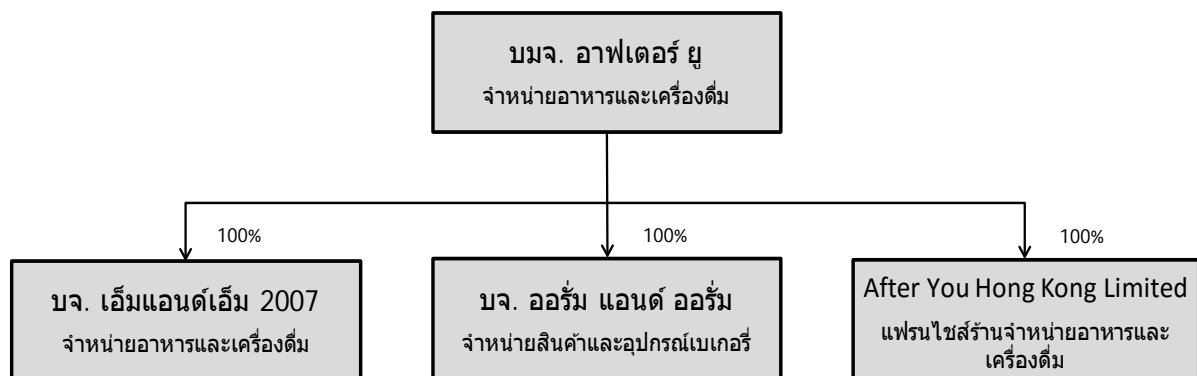 บมจ. อาฟเตอร์ ยู
จำหน่ายอาหารและเครื่องดื่ม
100%
100%
100%
บจ. เอ็มแอนด์เอ็ม 2007
จำหน่ายอาหารและเครื่องดื่ม
บจ. ออรั่ม แอนด์ ออรั่ม
จำหน่ายสินค้าและอุปกรณ์เบเกอรี่
After You Hong Kong Limited
แฟรนไชส์ร้านจำหน่ายอาหารและ
เครื่องดื่ม